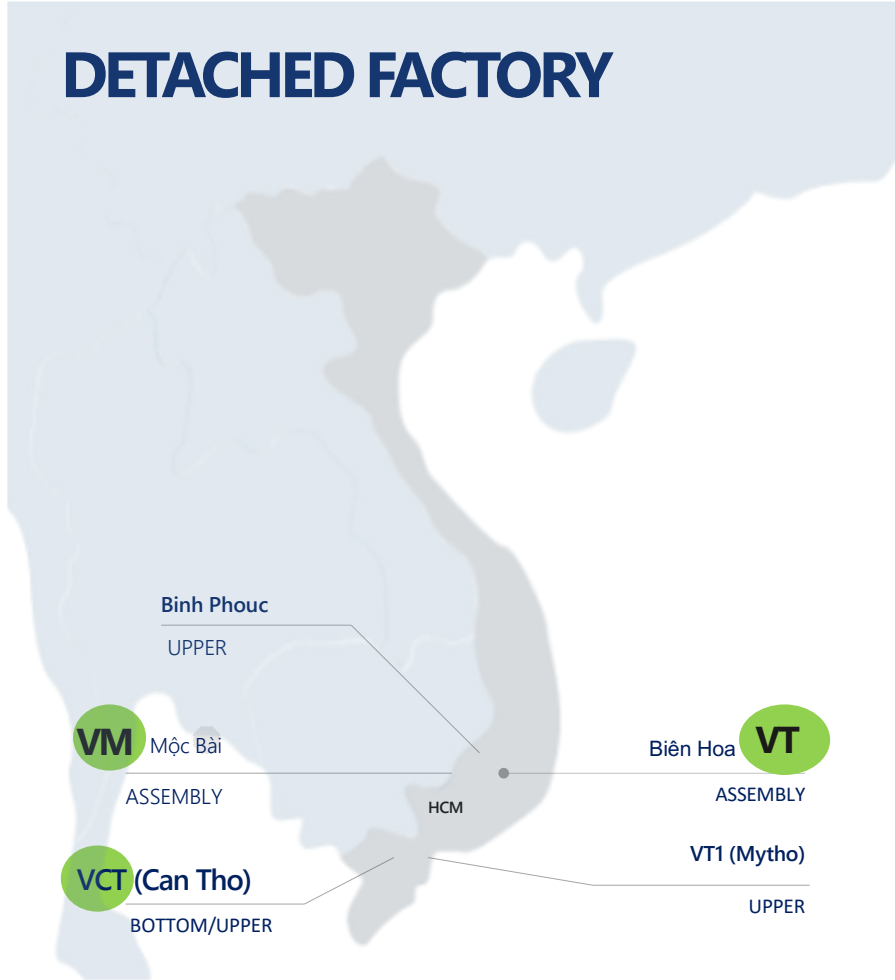 DETACHED FACTORY
Binh Phouc
UPPER
VM Mộc Bài
ASSEMBLY
Biên Hoa VT
ASSEMBLY
HCM
VT1 (Mytho)
UPPER
VCT (Can Tho)
BOTTOM/UPPER